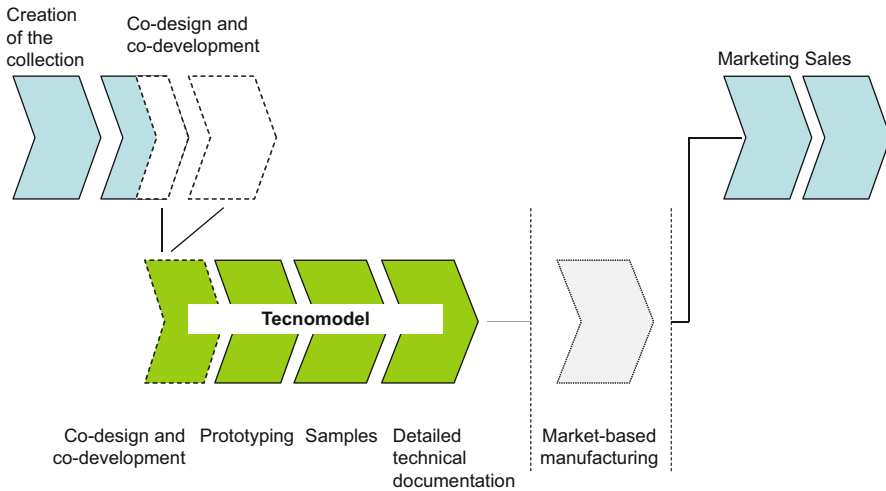 Creation
of the
collection
Co-design and
co-development
Marketing Sales
Tecnomodel
Co-design and
co-development
Prototyping
Samples
Detailed
technical
documentation
Market-based
manufacturing